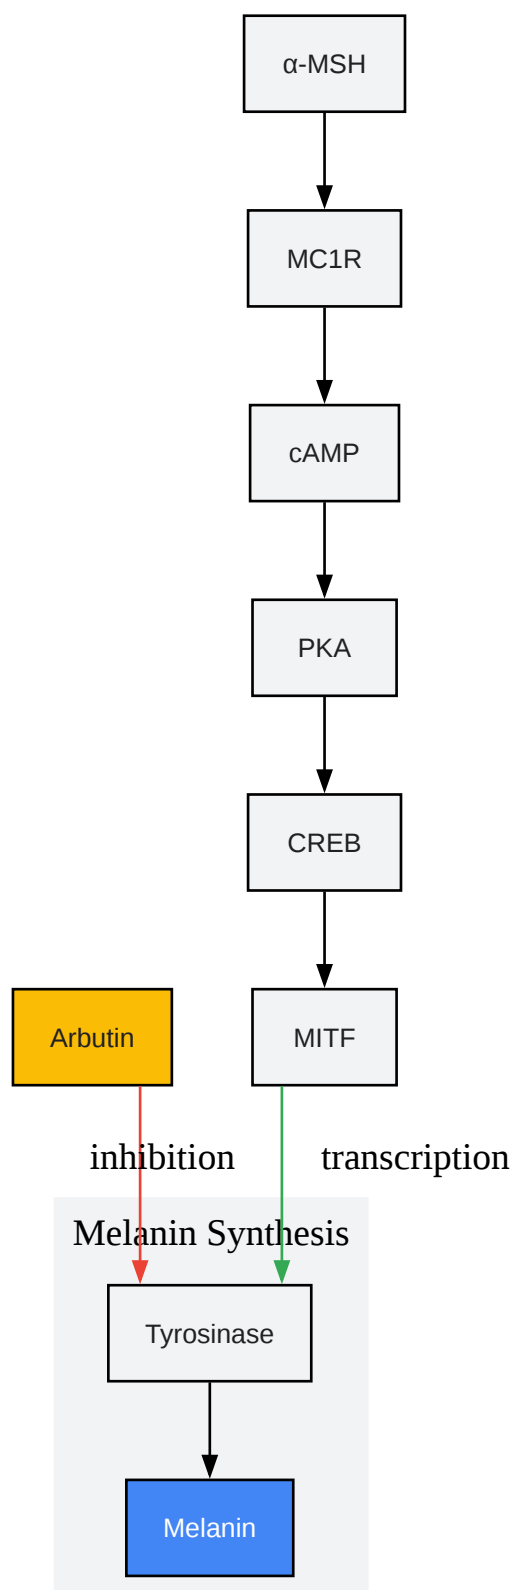 α-MSH
MC1R
cAMP
PKA
CREB
Arbutin
MITF
inhibition
transcription
Melanin Synthesis
Tyrosinase
Melanin